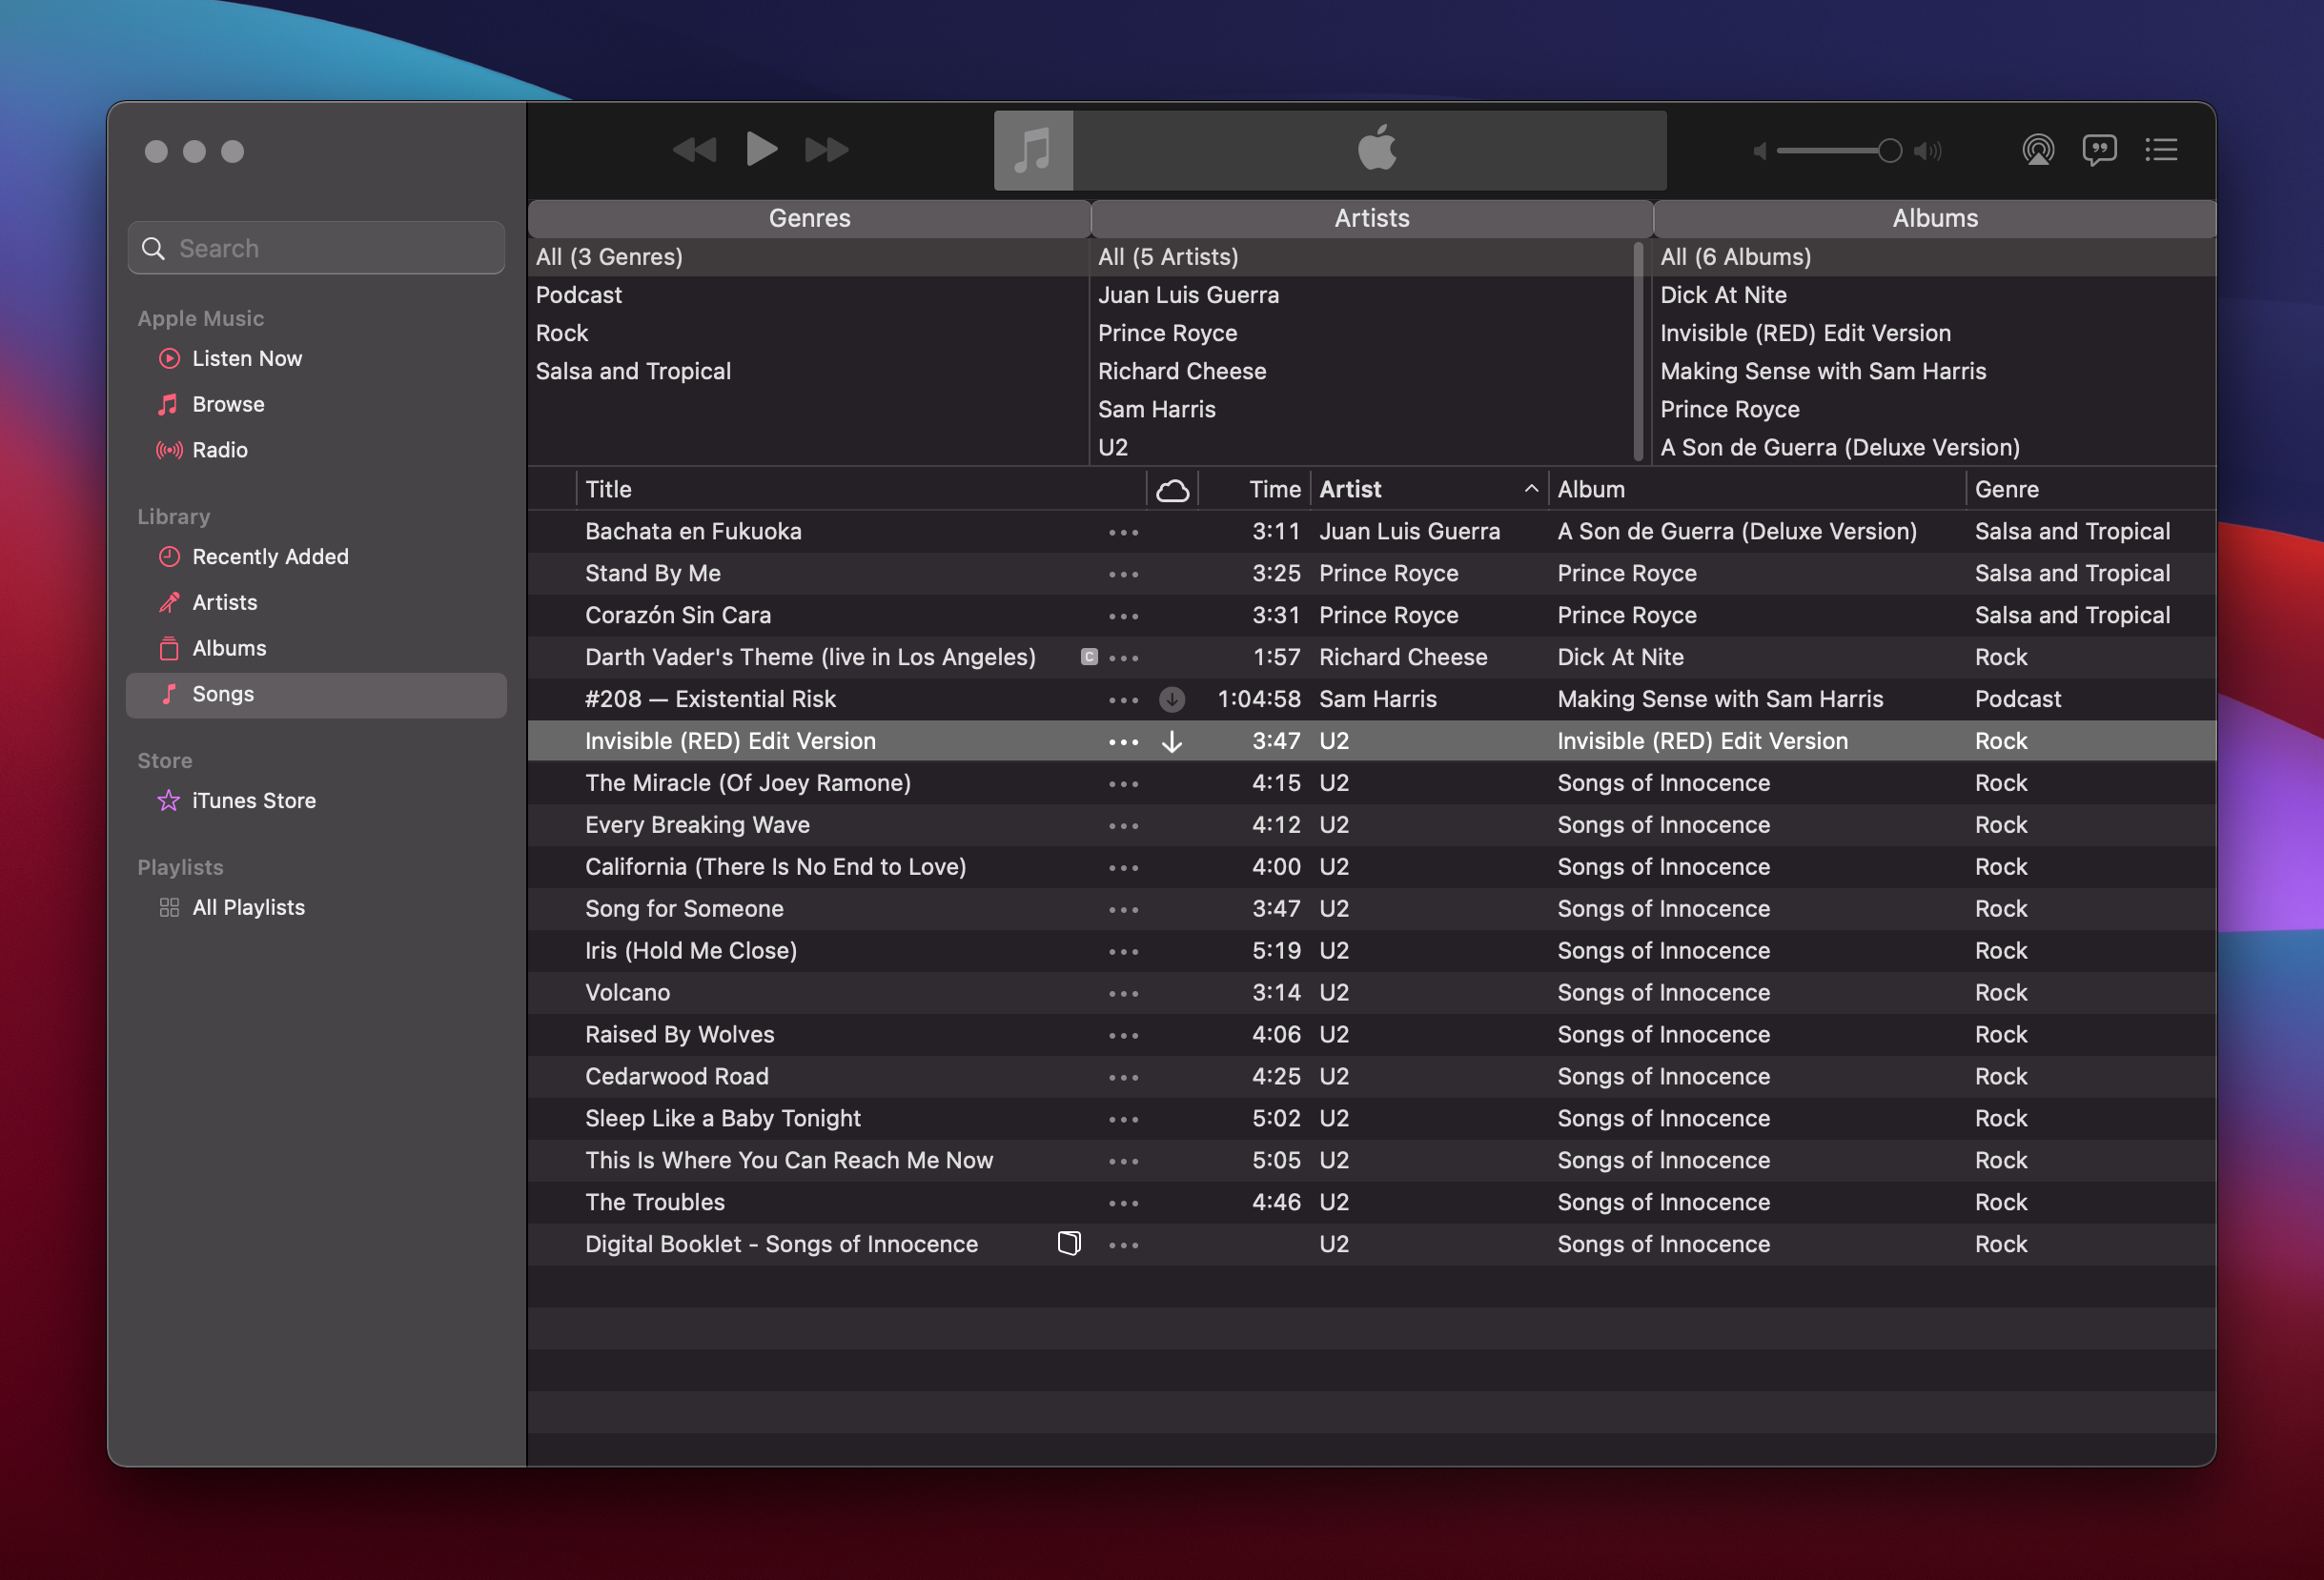 Search
Apple Music
Listen Now
Browse
Radio
Library
Recently Added
Artists
Albums
Songs
Store
iTunes Store
Playlists
All Playlists
Genres
All (3 Genres)
Podcast
Rock
Salsa and Tropical
Artists
All (5 Artists)
Juan Luis Guerra
Prince Royce
Richard Cheese
Sam Harris
U2
Albums
All (6 Albums)
Dick At Nite
Invisible (RED) Edit Version
Making Sense with Sam Harris
Prince Royce
A Son de Guerra (Deluxe Version)
Title Time Artist Album Genre
Bachata en Fukuoka ••• 3:11 Juan Luis Guerra A Son de Guerra (Deluxe Version) Salsa and Tropical
Stand By Me ••• 3:25 Prince Royce Prince Royce Salsa and Tropical
Corazón Sin Cara ••• 3:31 Prince Royce Prince Royce Salsa and Tropical
Darth Vader's Theme (live in Los Angeles) C ••• 1:57 Richard Cheese Dick At Nite Rock
#208 — Existential Risk ••• 1:04:58 Sam Harris Making Sense with Sam Harris Podcast
Invisible (RED) Edit Version ••• 3:47 U2 Invisible (RED) Edit Version Rock
The Miracle (Of Joey Ramone) ••• 4:15 U2 Songs of Innocence Rock
Every Breaking Wave ••• 4:12 U2 Songs of Innocence Rock
California (There Is No End to Love) ••• 4:00 U2 Songs of Innocence Rock
Song for Someone ••• 3:47 U2 Songs of Innocence Rock
Iris (Hold Me Close) ••• 5:19 U2 Songs of Innocence Rock
Volcano ••• 3:14 U2 Songs of Innocence Rock
Raised By Wolves ••• 4:06 U2 Songs of Innocence Rock
Cedarwood Road ••• 4:25 U2 Songs of Innocence Rock
Sleep Like a Baby Tonight ••• 5:02 U2 Songs of Innocence Rock
This Is Where You Can Reach Me Now ••• 5:05 U2 Songs of Innocence Rock
The Troubles ••• 4:46 U2 Songs of Innocence Rock
Digital Booklet - Songs of Innocence ••• U2 Songs of Innocence Rock